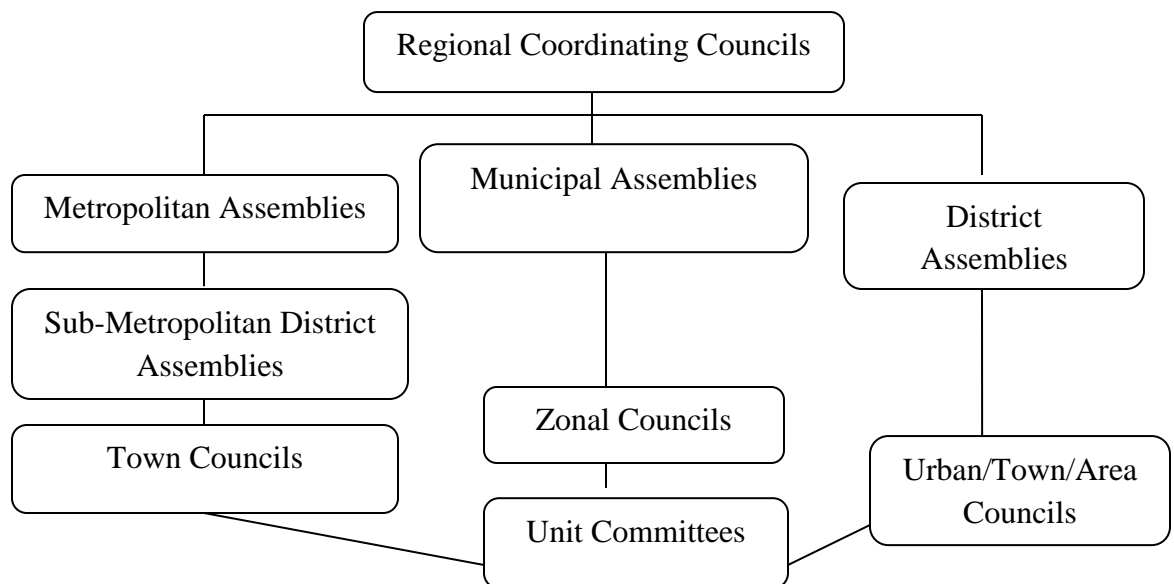 Regional Coordinating Councils
Metropolitan Assemblies
Municipal Assemblies
District
Assemblies
Sub-Metropolitan District
Assemblies
Town Councils
Zonal Councils
Urban/Town/Area
Councils
Unit Committees